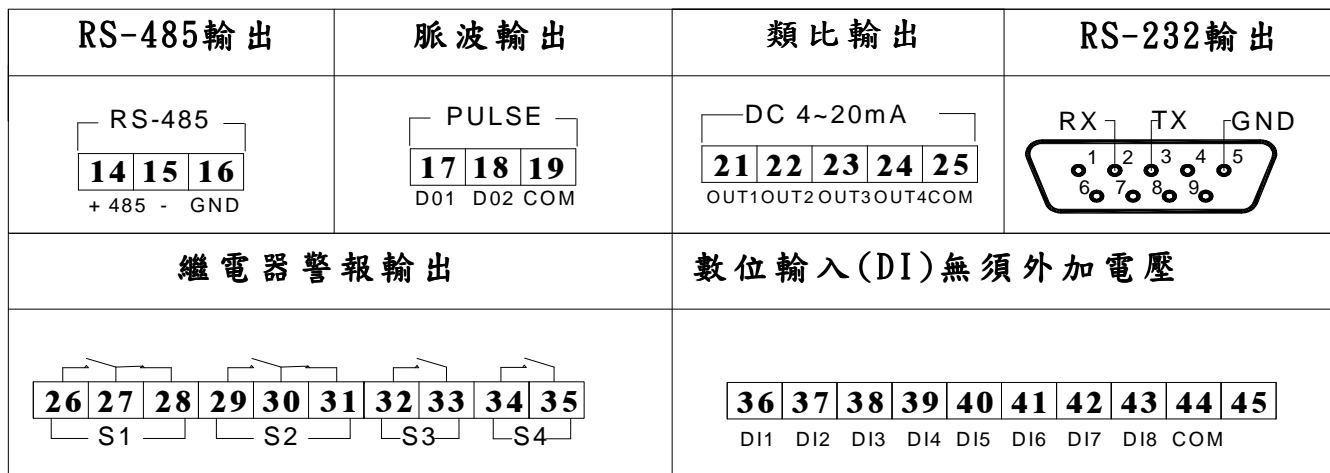 RS-485輸出
脈波輸出
類比輸出
RS-232輸出
RS-485
14 15 16
+ 485 - GND
PULSE
17 18 19
D01 D02 COM
DC 4~20mA
21 22 23 24 25
OUT1 OUT2 OUT3 OUT4 COM
RX TX GND
1 2 3 4 5
6 7 8 9
繼電器警報輸出
數位輸入(DI)無須外加電壓
26 27 28 29 30 31 32 33 34 35
S1 S2 S3 S4
36 37 38 39 40 41 42 43 44 45
DI1 DI2 DI3 DI4 DI5 DI6 DI7 DI8 COM